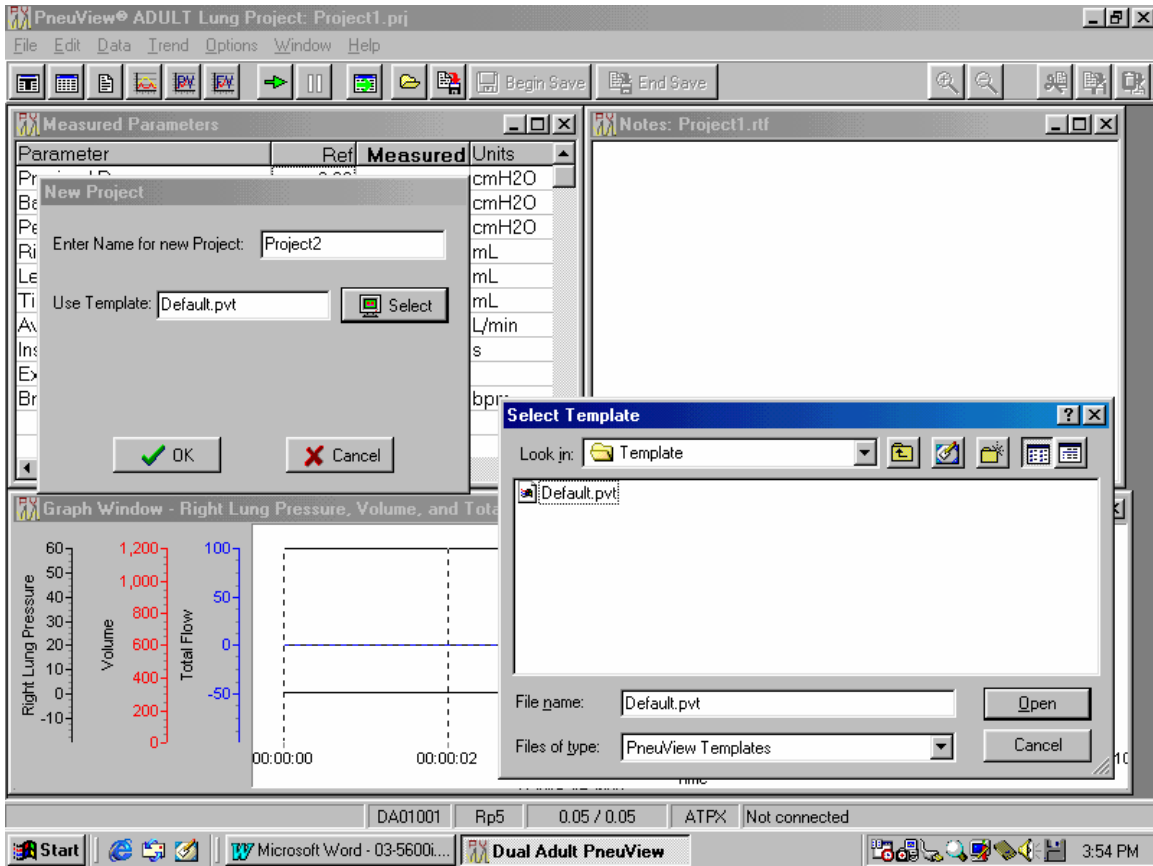 PneuView® ADULT Lung Project: Project1.prj
File Edit Data Trend Options Window Help
PV FV Begin Save End Save
Measured Parameters
Parameter Ref Measured Units
cmH2O
cmH2O
cmH2O
mL
mL
mL
L/min
s
Notes: Project1.rtf
New Project
Enter Name for new Project: Project2
Use Template: Default.pvt Select
OK Cancel
Select Template
Look in: Template
Default.pvt
File name: Default.pvt Open
Files of type: PneuView Templates Cancel
Graph Window - Right Lung Pressure, Volume, and
Right Lung Pressure
60
50
40
30
20
10
0
-10
Volume
1,200
1,000
800
600
400
200
0
Total Flow
100
50
0
-50
00:00:00 00:00:02
DA01001 Rp5 0.05 / 0.05 ATPX Not connected
Start Microsoft Word - 03-5600i.... Dual Adult PneuView 3:54 PM